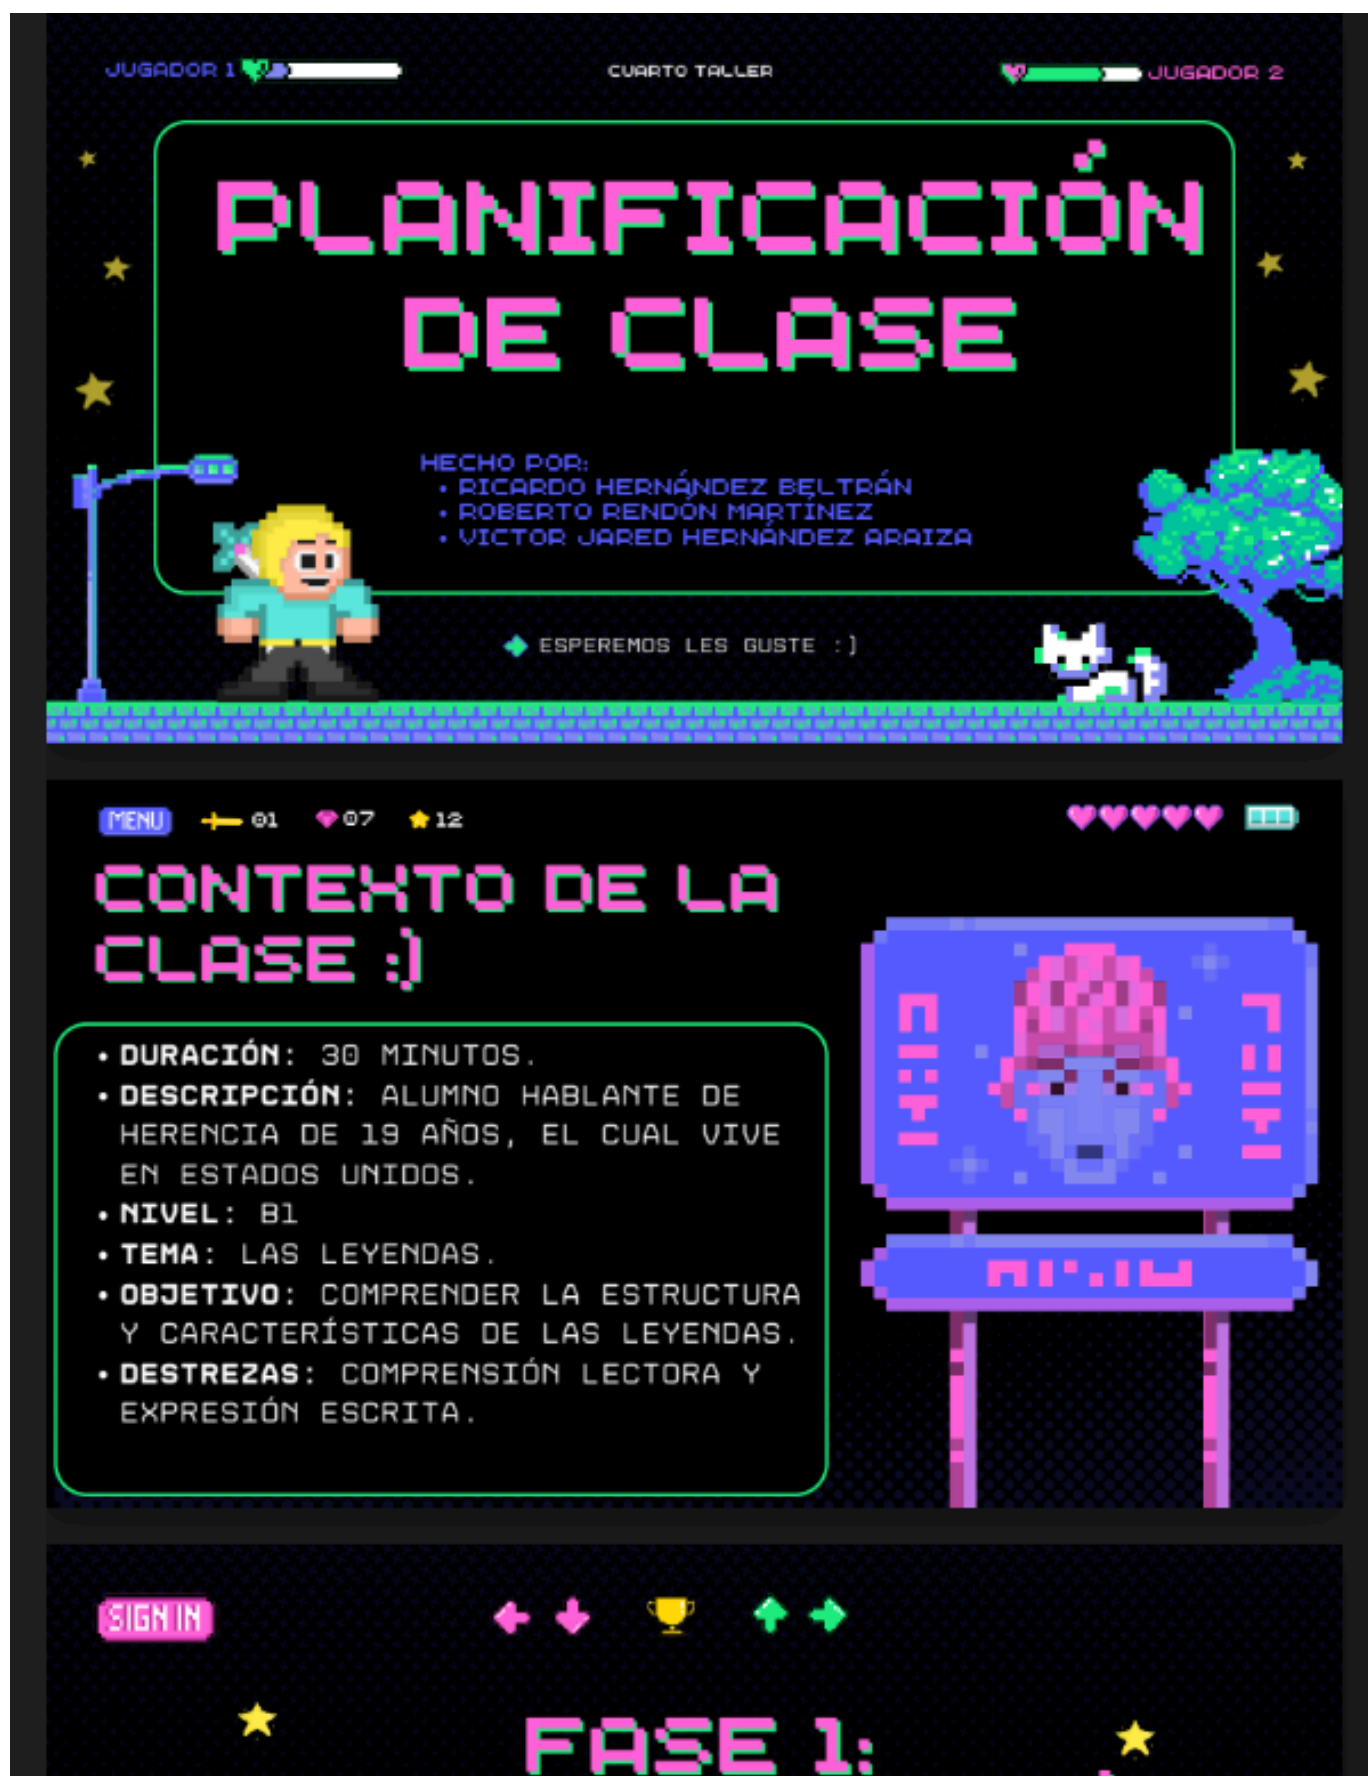 JUGADOR 1
CUARTO TALLER
JUGADOR 2
PLANIFICACIÓN
DE CLASE
HECHO POR:
• RICARDO HERNÁNDEZ BELTRÁN
• ROBERTO RENDÓN MARTÍNEZ
• VICTOR JARED HERNÁNDEZ ARAIZA
ESPEREMOS LES GUSTE :)
MENU
01
07
12
CONTEXTO DE LA
CLASE :)
• DURACIÓN: 30 MINUTOS.
• DESCRIPCIÓN: ALUMNO HABLANTE DE
HERENCIA DE 19 AÑOS, EL CUAL VIVE
EN ESTADOS UNIDOS.
• NIVEL: B1
• TEMA: LAS LEYENDAS.
• OBJETIVO: COMPRENDER LA ESTRUCTURA
Y CARACTERÍSTICAS DE LAS LEYENDAS.
• DESTREZAS: COMPRENSIÓN LECTORA Y
EXPRESIÓN ESCRITA.
SIGN IN
FASE 1: